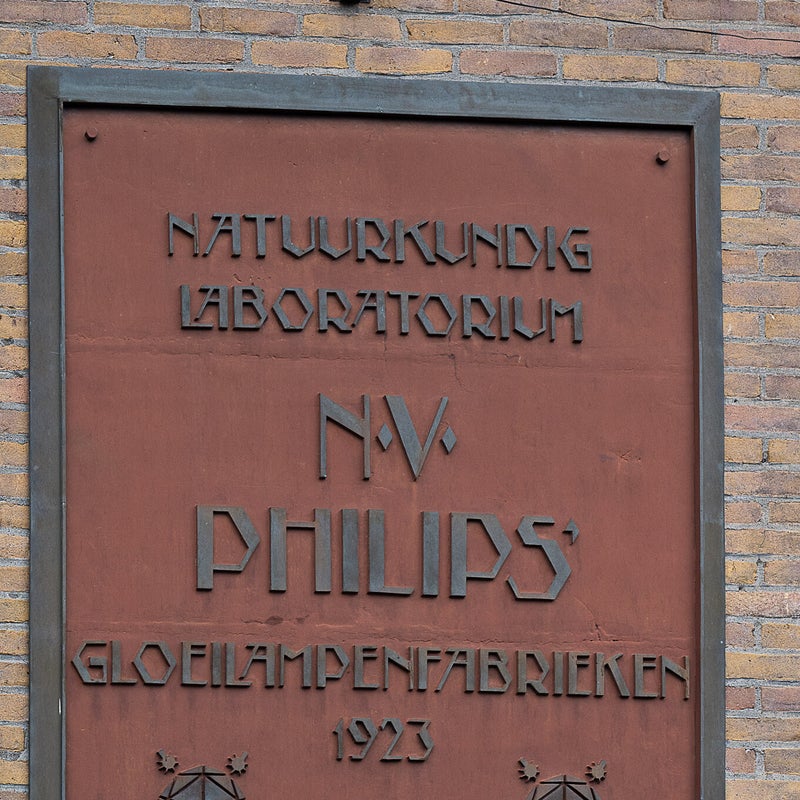 NATUURKUNDIG
LABORATORIUM
N·V·
PHILIPS'
GLOEILAMPENFABRIEKEN
1923